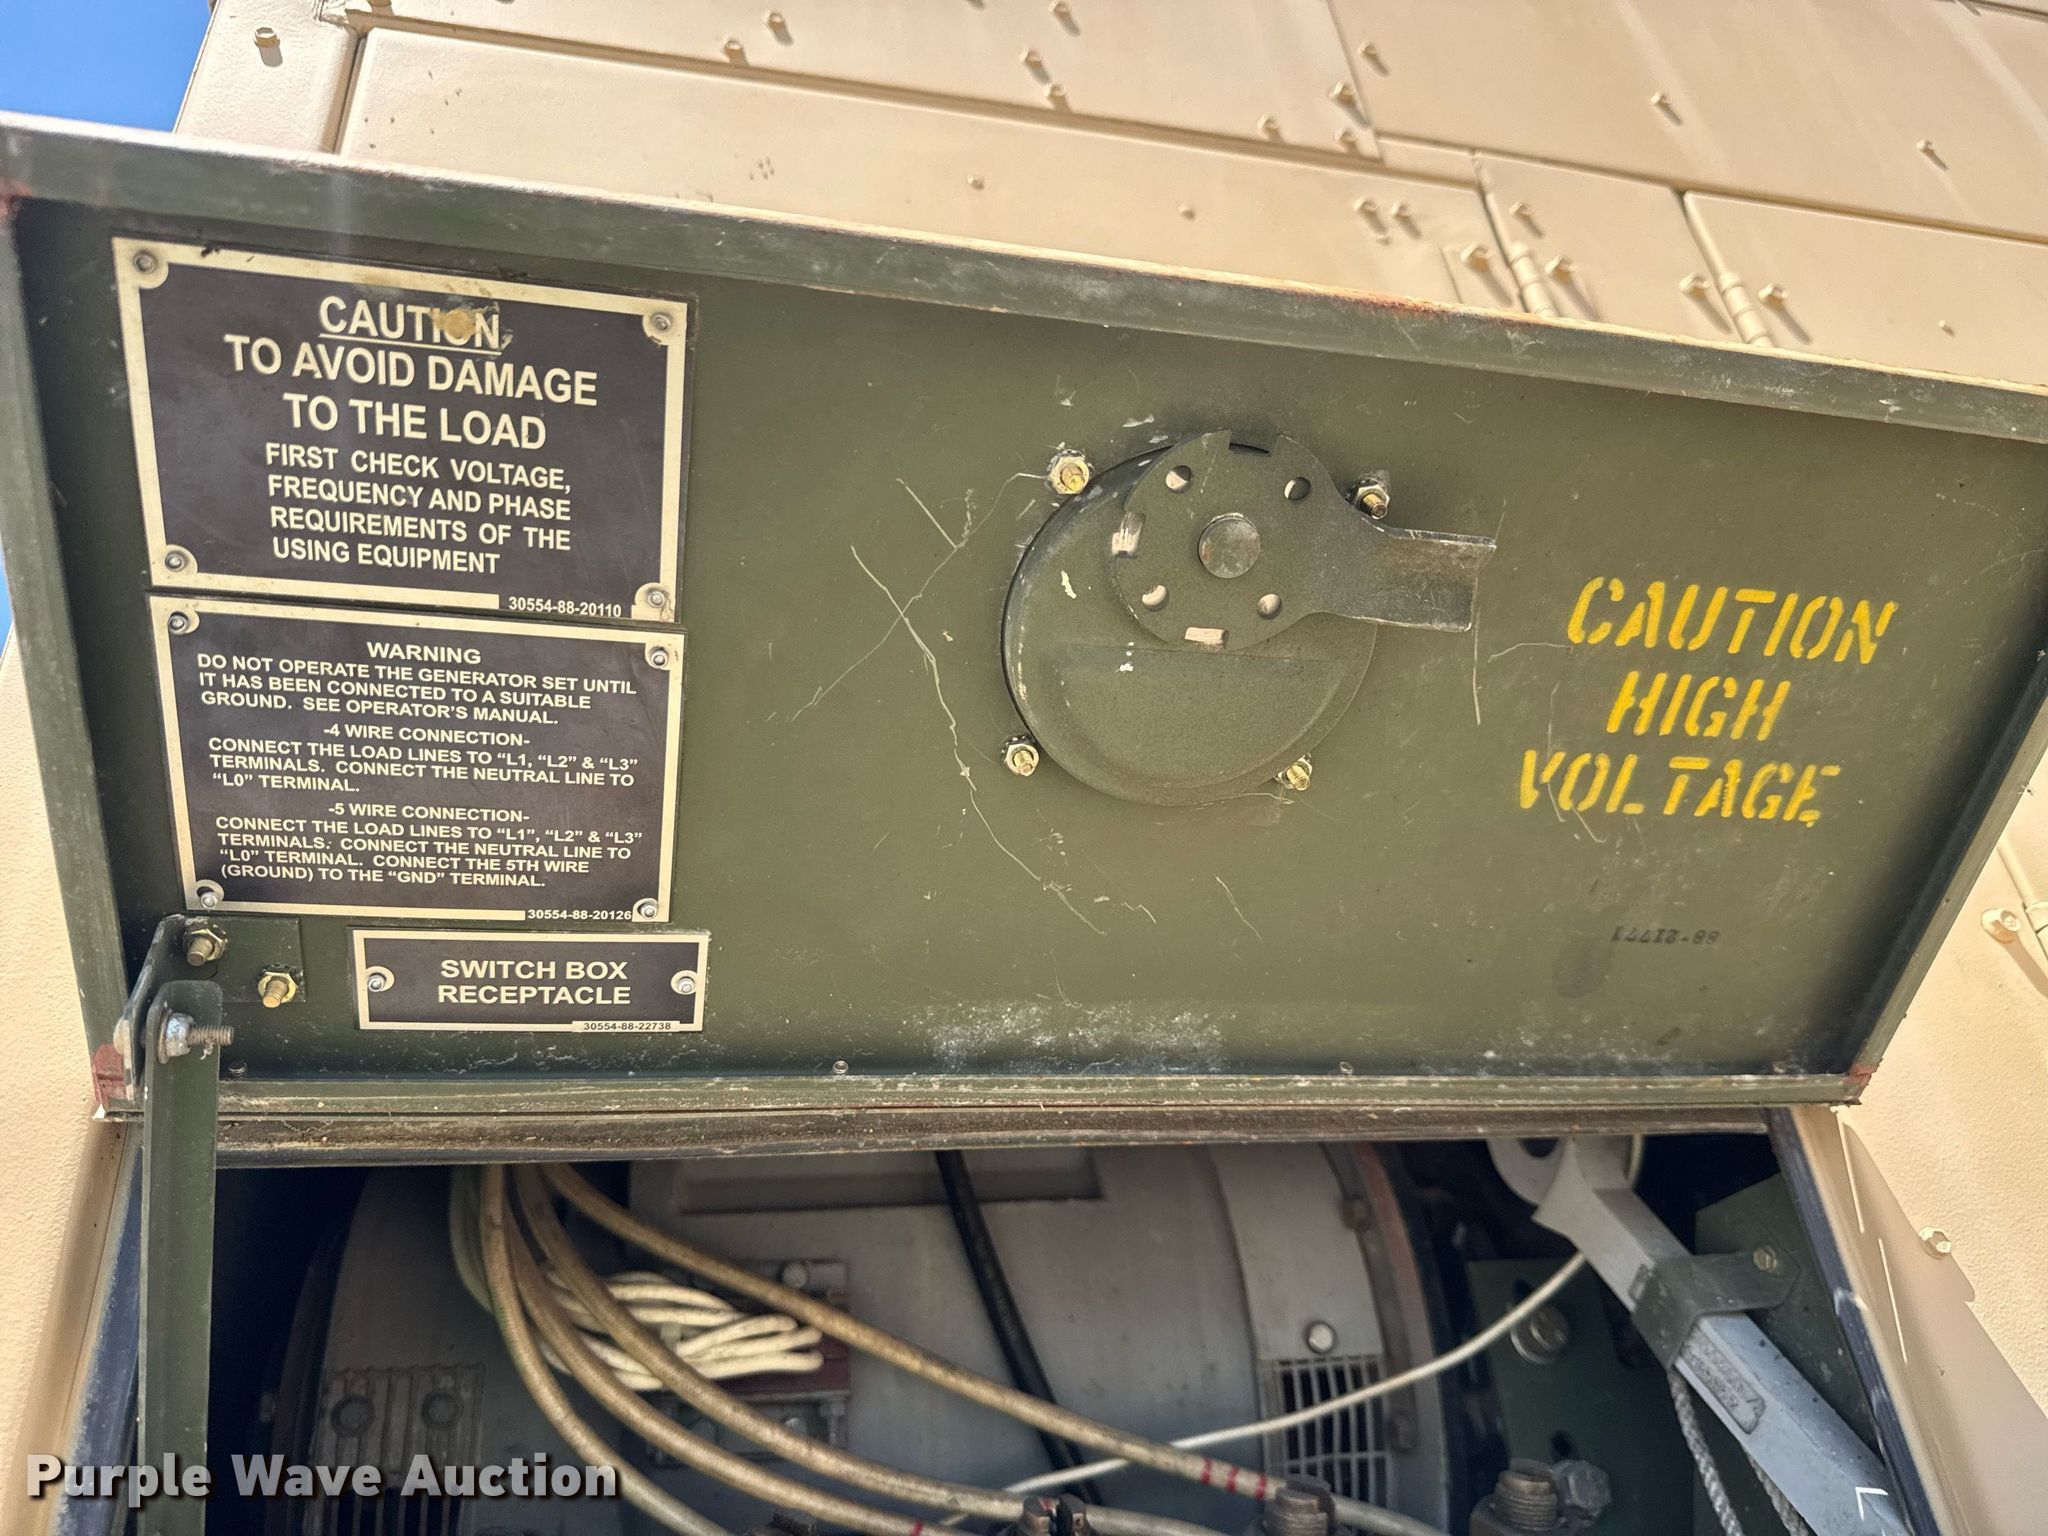 CAUTION
TO AVOID DAMAGE
TO THE LOAD
FIRST CHECK VOLTAGE,
FREQUENCY AND PHASE
REQUIREMENTS OF THE
USING EQUIPMENT
30554-88-20110
WARNING
DO NOT OPERATE THE GENERATOR SET UNTIL
IT HAS BEEN CONNECTED TO A SUITABLE
GROUND. SEE OPERATOR'S MANUAL.
-4 WIRE CONNECTION-
CONNECT THE LOAD LINES TO "L1, "L2" & "L3"
TERMINALS. CONNECT THE NEUTRAL LINE TO
"L0" TERMINAL.
-5 WIRE CONNECTION-
CONNECT THE LOAD LINES TO "L1", "L2" & "L3"
TERMINALS. CONNECT THE NEUTRAL LINE TO
"L0" TERMINAL. CONNECT THE 5TH WIRE
(GROUND) TO THE "GND" TERMINAL.
30554-88-20126
SWITCH BOX
RECEPTACLE
30554-88-22738
CAUTION
HIGH
VOLTAGE
88-21771
Purple Wave Auction